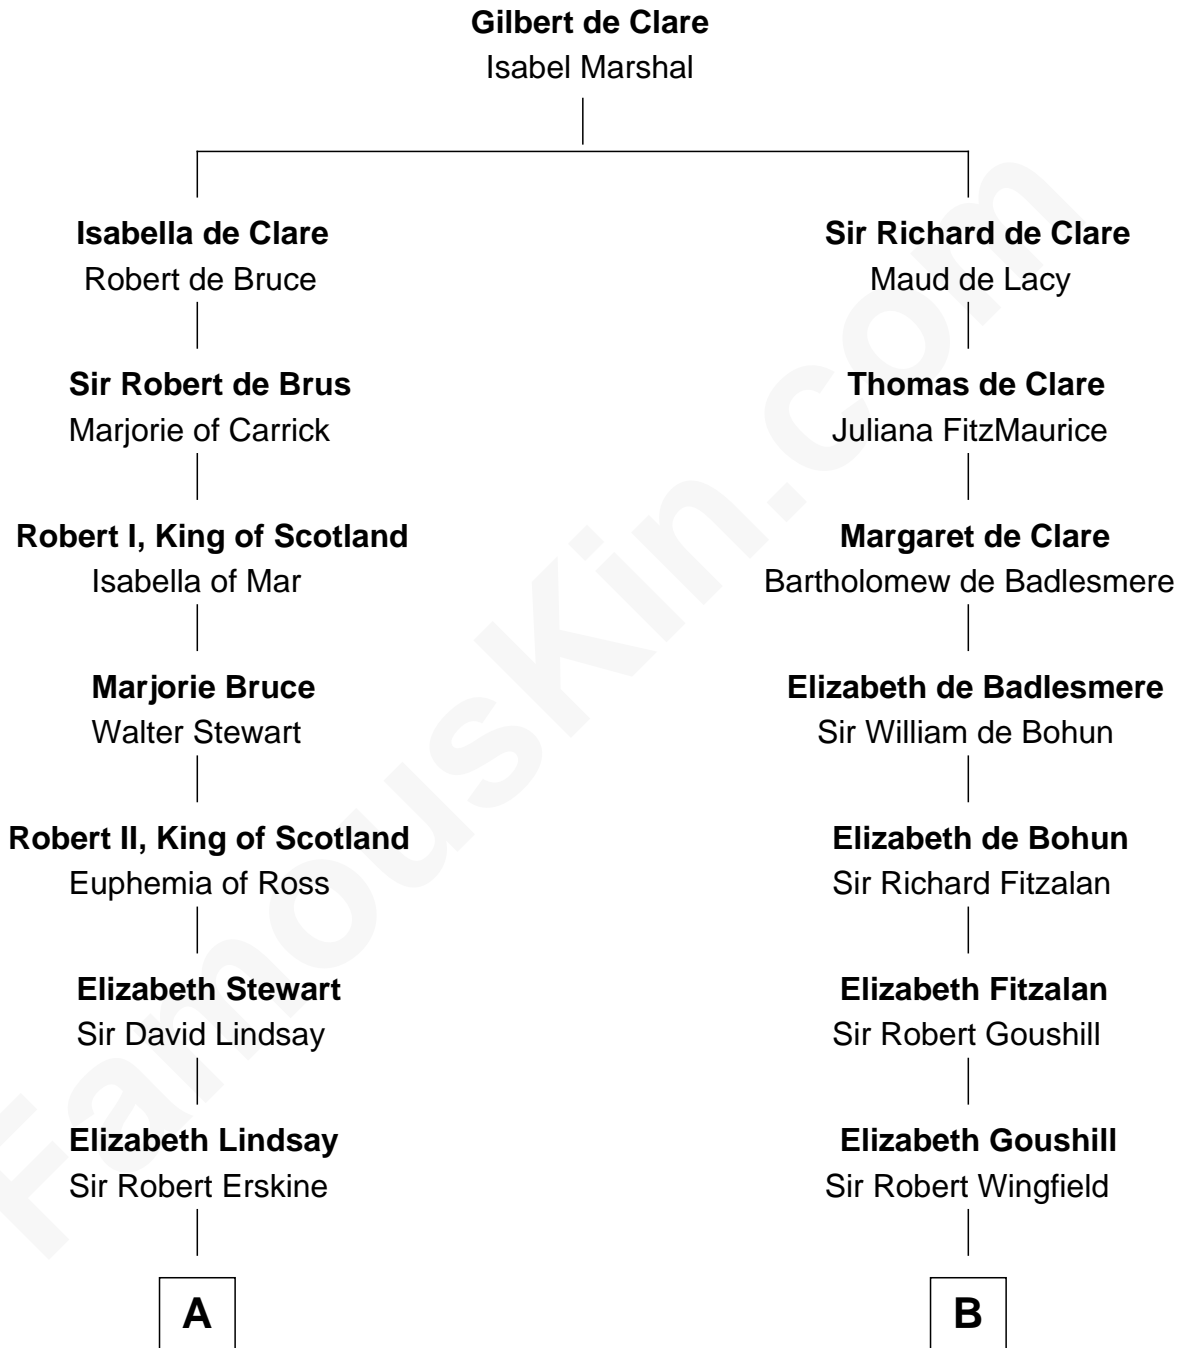 Gilbert de Clare
Isabel Marshal
Isabella de Clare
Robert de Bruce
Sir Richard de Clare
Maud de Lacy
Sir Robert de Brus
Marjorie of Carrick
Thomas de Clare
Juliana FitzMaurice
Robert I, King of Scotland
Isabella of Mar
Margaret de Clare
Bartholomew de Badlesmere
Marjorie Bruce
Walter Stewart
Elizabeth de Badlesmere
Sir William de Bohun
Robert II, King of Scotland
Euphemia of Ross
Elizabeth de Bohun
Sir Richard Fitzalan
Elizabeth Stewart
Sir David Lindsay
Elizabeth Fitzalan
Sir Robert Goushill
Elizabeth Lindsay
Sir Robert Erskine
Elizabeth Goushill
Sir Robert Wingfield
A
B
FamousKin.com